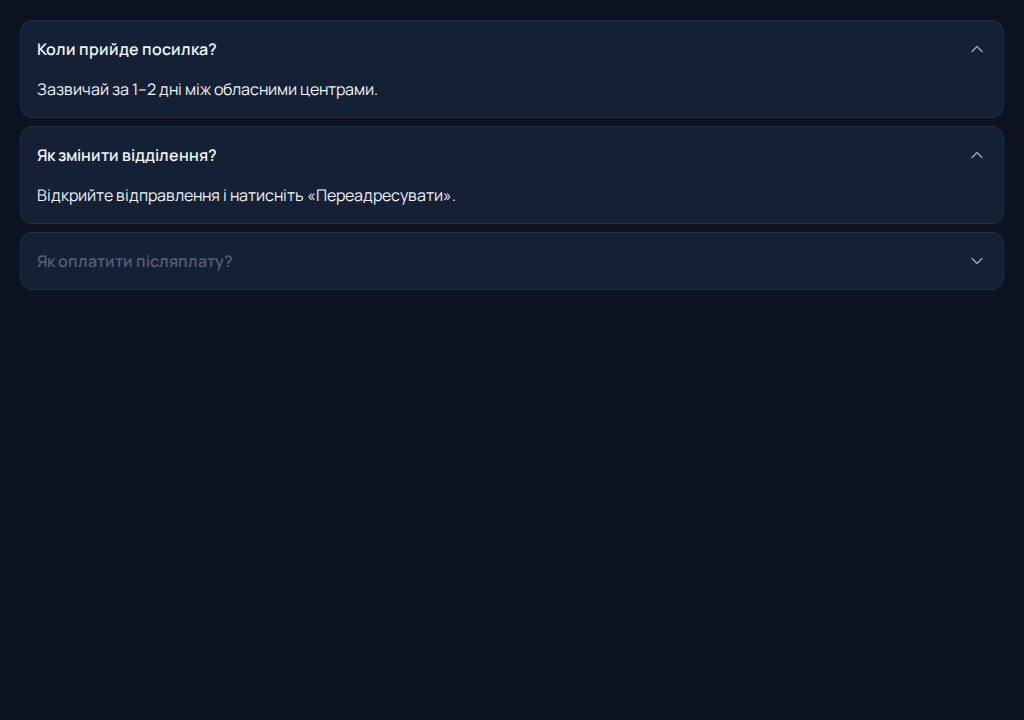 Коли прийде посилка?
Зазвичай за 1–2 дні між обласними центрами.
Як змінити відділення?
Відкрийте відправлення і натисніть «Переадресувати».
Як оплатити післяплату?